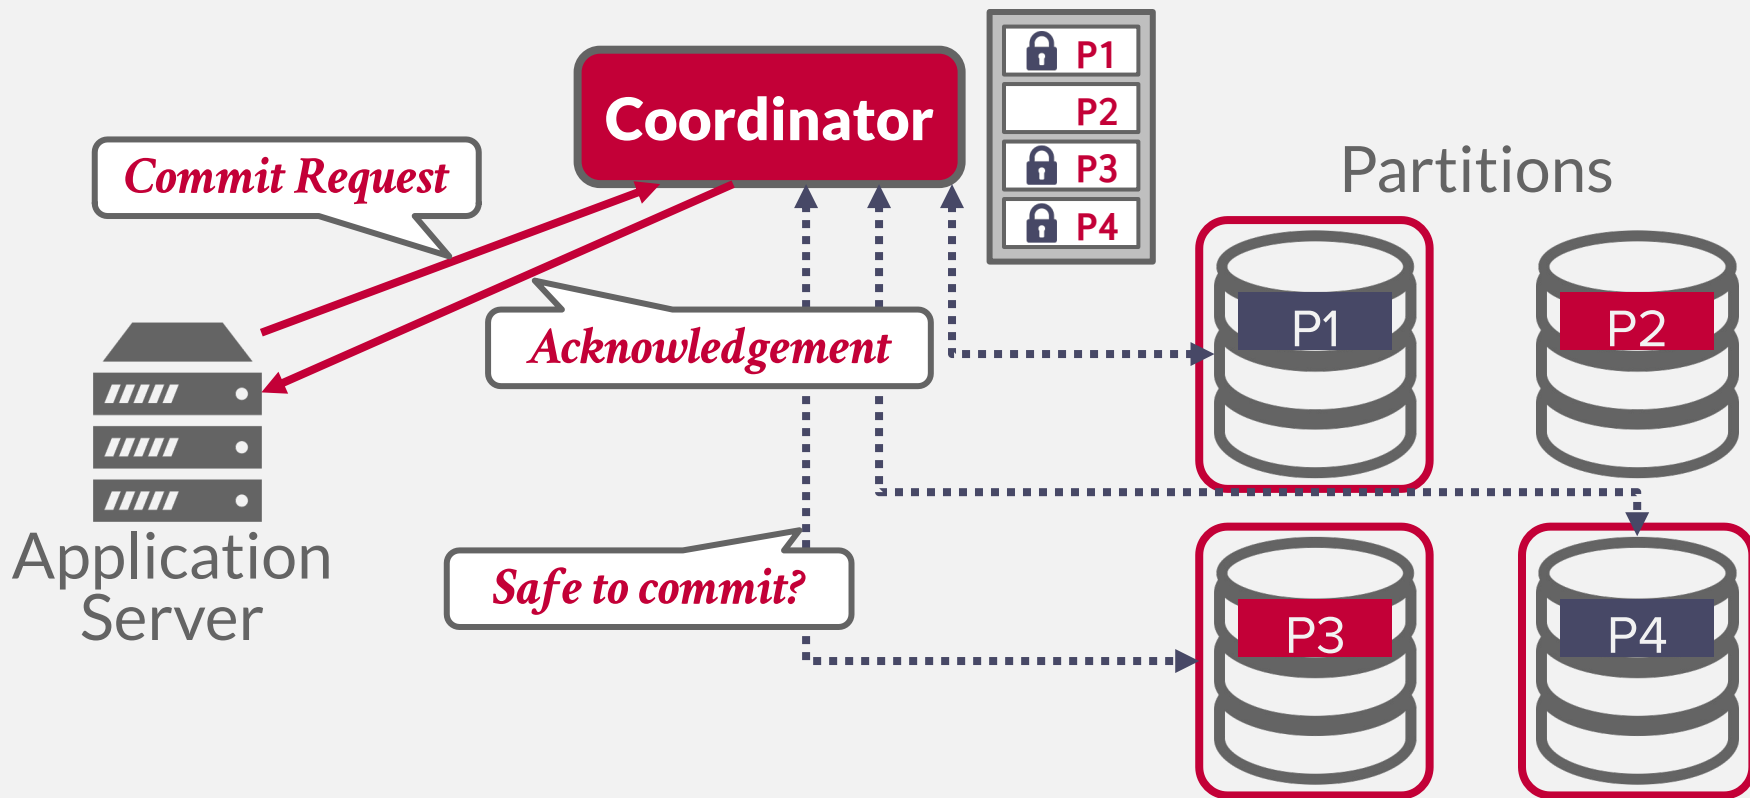 Coordinator
P1
P2
P3
P4
Commit Request
Partitions
Acknowledgement
P1
P2
Application
Server
Safe to commit?
P3
P4